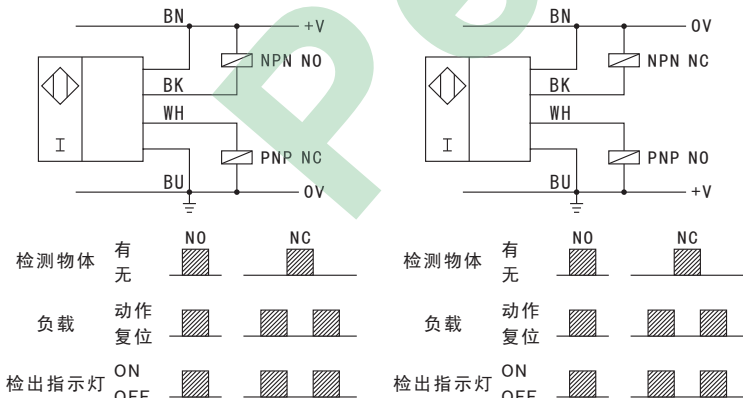 BN +V
NPN NO
BK
WH
I
PNP NC
BU 0V
BN 0V
NPN NC
BK
WH
I
PNP NO
BU +V
NO NC
检测物体 有
无
负载 动作
复位
检出指示灯 ON
OFF
NO NC
检测物体 有
无
负载 动作
复位
检出指示灯 ON
OFF